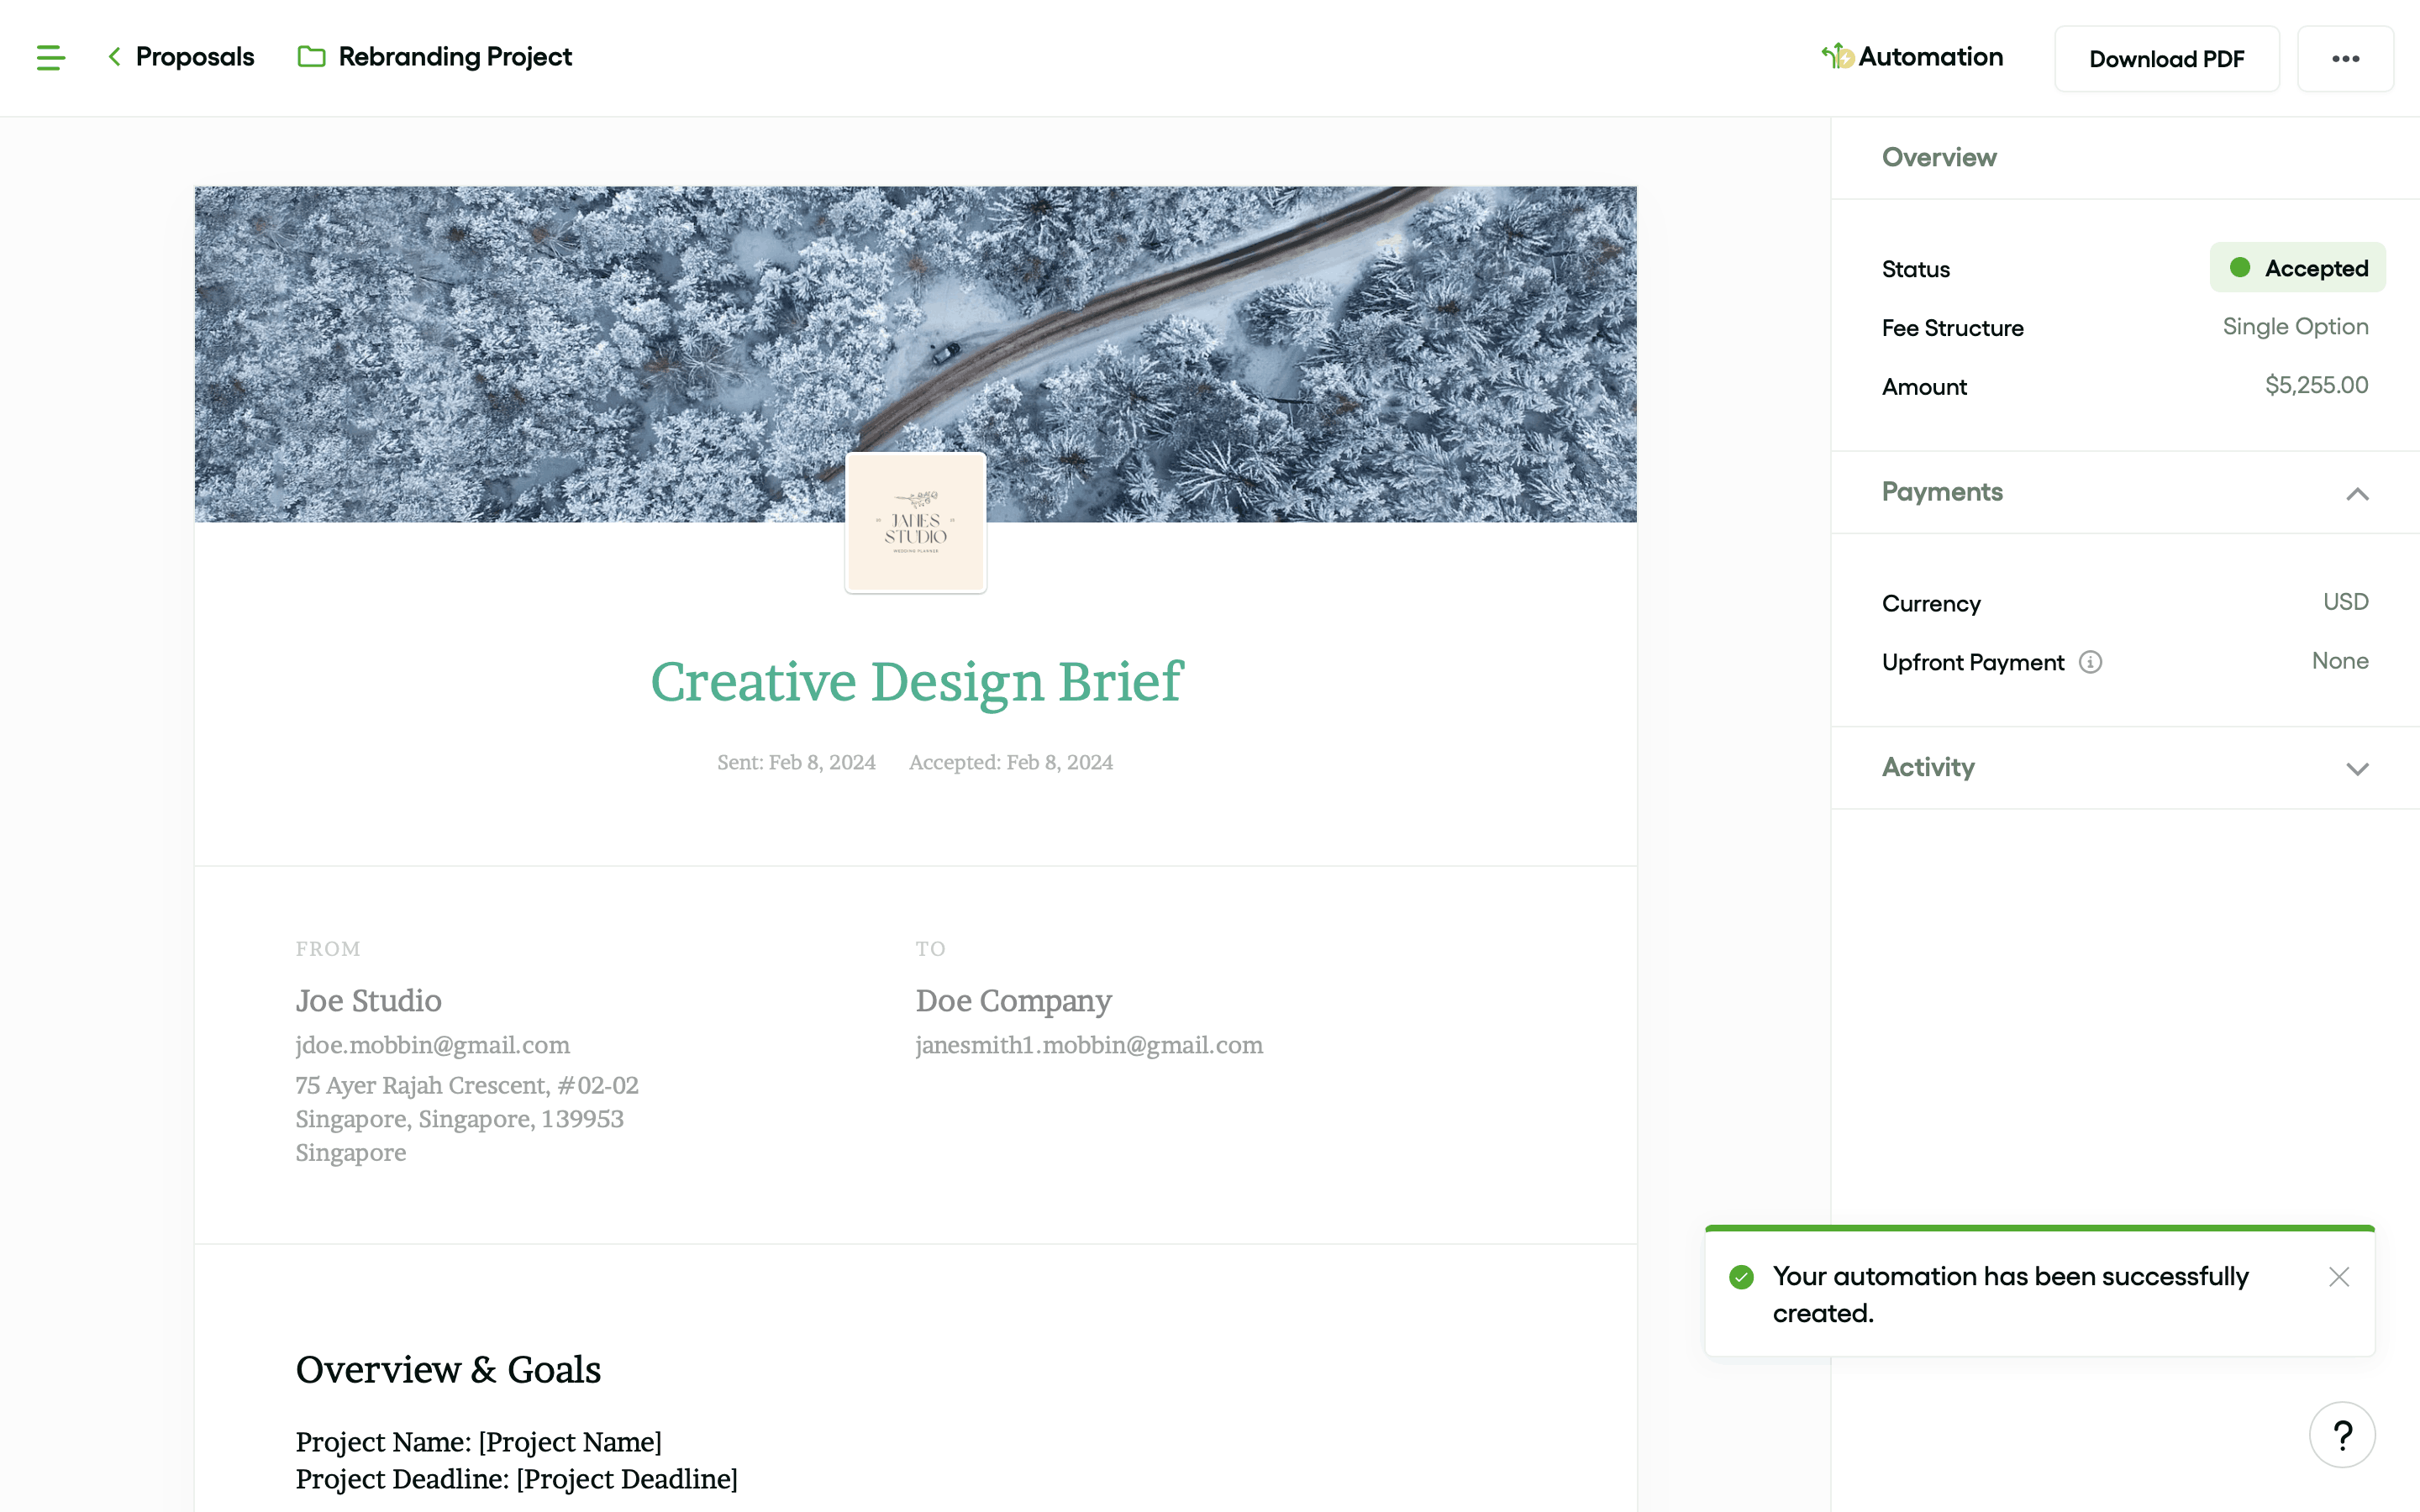 Proposals
Rebranding Project
Automation
Download PDF
Overview
Status
Accepted
Fee Structure
Single Option
Amount
$5,255.00
Payments
Currency
USD
Upfront Payment
None
Activity
JANES
STUDIO
WEDDING PLANNER
Creative Design Brief
Sent: Feb 8, 2024
Accepted: Feb 8, 2024
FROM
Joe Studio
jdoe.mobbin@gmail.com
75 Ayer Rajah Crescent, #02-02
Singapore, Singapore, 139953
Singapore
TO
Doe Company
janesmith1.mobbin@gmail.com
Overview & Goals
Project Name: [Project Name]
Project Deadline: [Project Deadline]
Your automation has been successfully
created.
?